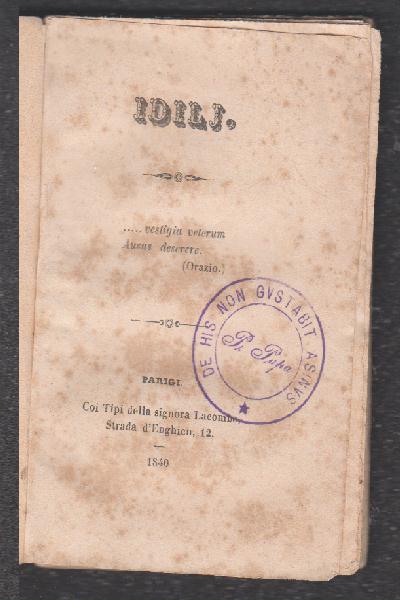 IDILJ.
..... vestigia veterum
Ausus deserere.
(Orazio.)
DE HIS NON GVSTABIT ASINVS
PARIGI.
Coi Tipi della signora Lacombe,
Strada d'Enghien, 12.
1840